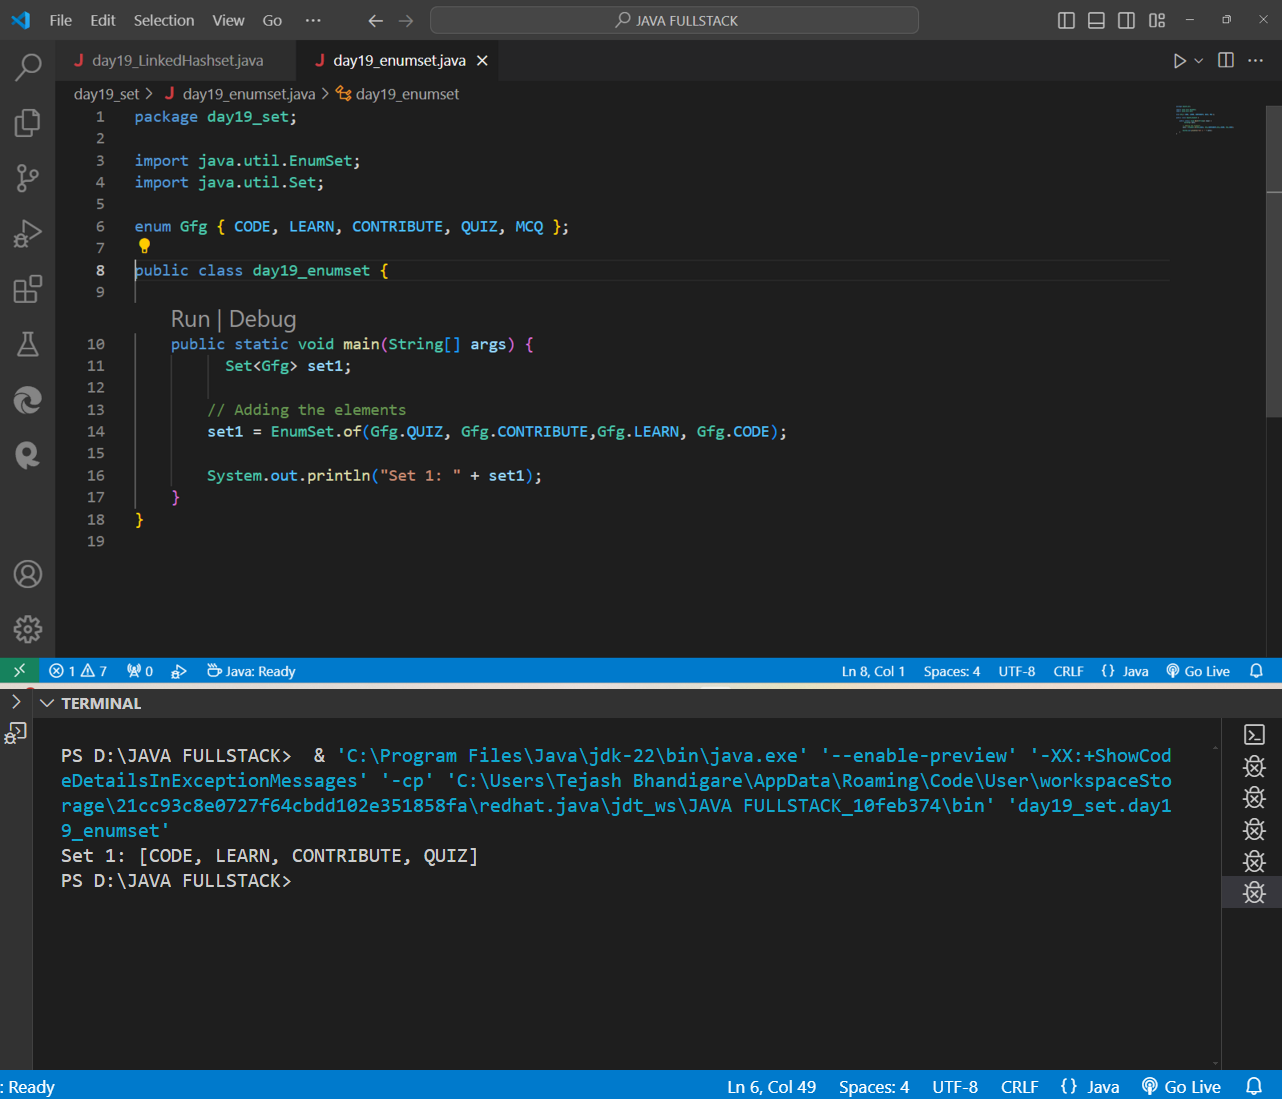 File Edit Selection View Go ··· JAVA FULLSTACK
day19_LinkedHashset.java day19_enumset.java
day19_set > day19_enumset.java > day19_enumset
1 package day19_set;
2
3 import java.util.EnumSet;
4 import java.util.Set;
5
6 enum Gfg { CODE, LEARN, CONTRIBUTE, QUIZ, MCQ };
7
8 public class day19_enumset {
9
Run | Debug
10 public static void main(String[] args) {
11 Set<Gfg> set1;
12
13 // Adding the elements
14 set1 = EnumSet.of(Gfg.QUIZ, Gfg.CONTRIBUTE,Gfg.LEARN, Gfg.CODE);
15
16 System.out.println("Set 1: " + set1);
17 }
18 }
19
1 7 0 Java: Ready Ln 8, Col 1 Spaces: 4 UTF-8 CRLF {} Java Go Live
TERMINAL
PS D:\JAVA FULLSTACK> & 'C:\Program Files\Java\jdk-22\bin\java.exe' '--enable-preview' '-XX:+ShowCod
eDetailsInExceptionMessages' '-cp' 'C:\Users\Tejash Bhandigare\AppData\Roaming\Code\User\workspaceSto
rage\21cc93c8e0727f64cbdd102e351858fa\redhat.java\jdt_ws\JAVA FULLSTACK_10feb374\bin' 'day19_set.day1
9_enumset'
Set 1: [CODE, LEARN, CONTRIBUTE, QUIZ]
PS D:\JAVA FULLSTACK>
: Ready Ln 6, Col 49 Spaces: 4 UTF-8 CRLF {} Java Go Live